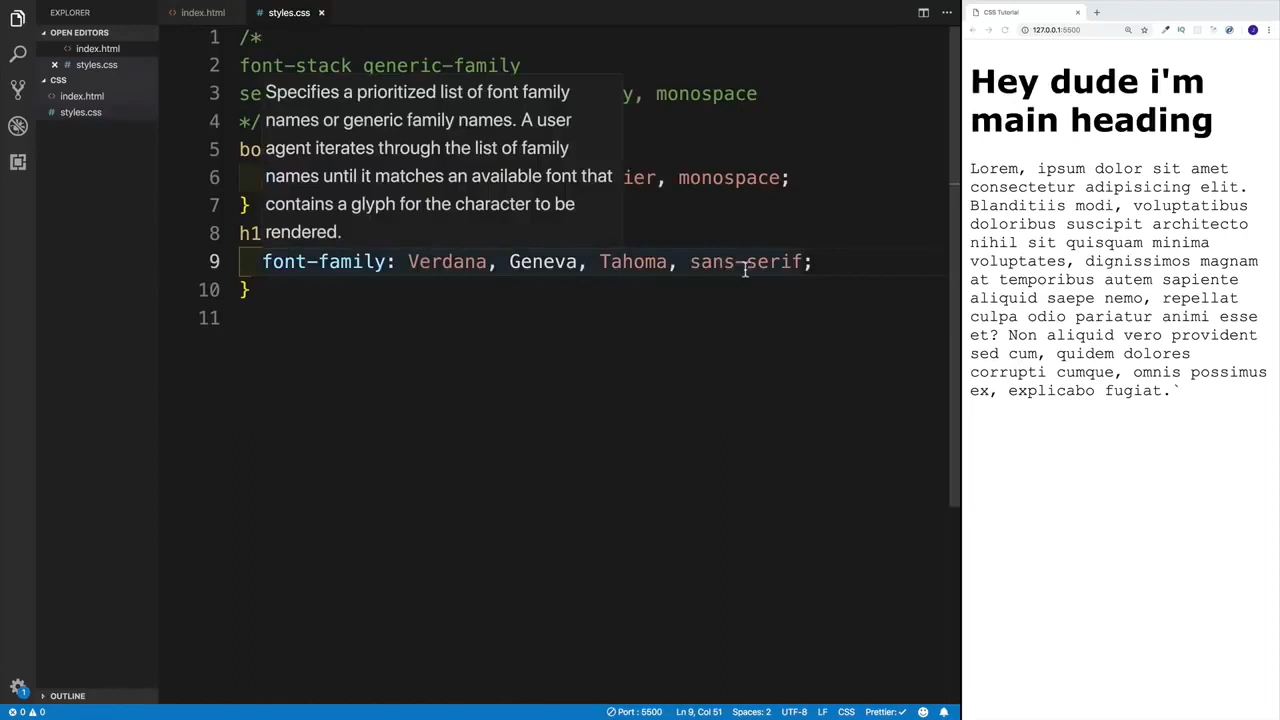 EXPLORER
index.html
styles.css
CSS Tutorial
OPEN EDITORS
index.html
styles.css
CSS
index.html
styles.css
OUTLINE
1 /*
2 font-stack generic-family
3 se y, monospace
4 */
5 bo
6 ier, monospace;
7 }
8 h1
9 font-family: Verdana, Geneva, Tahoma, sans-serif;
10 }
11
Specifies a prioritized list of font family
names or generic family names. A user
agent iterates through the list of family
names until it matches an available font that
contains a glyph for the character to be
rendered.
127.0.0.1:5500
Hey dude i'm
main heading
Lorem, ipsum dolor sit amet
consectetur adipisicing elit.
Blanditiis modi, voluptatibus
doloribus suscipit architecto
nihil sit quisquam minima
voluptates, dignissimos magnam
at temporibus autem sapiente
aliquid saepe nemo, repellat
culpa odio pariatur animi esse
et? Non aliquid vero provident
sed cum, quidem dolores
corrupti cumque, omnis possimus
ex, explicabo fugiat.`
0 0 Port : 5500 Ln 9, Col 51 Spaces: 2 UTF-8 LF CSS Prettier: ✓
1